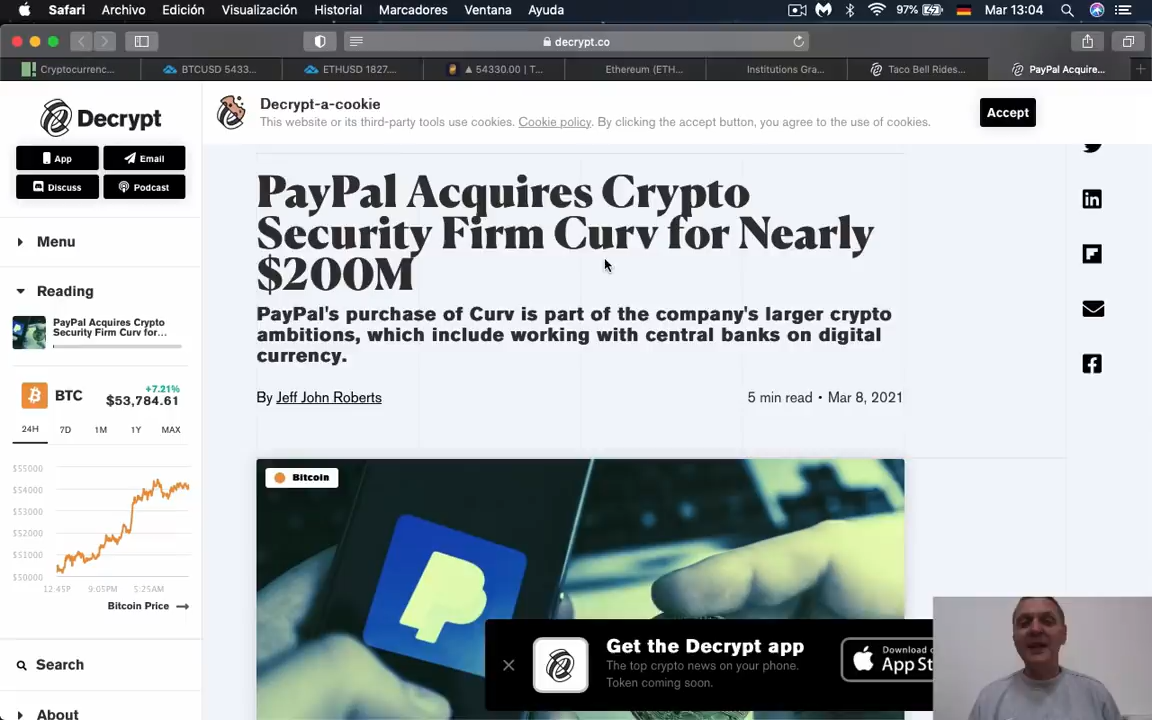 Safari Archivo Edición Visualización Historial Marcadores Ventana Ayuda 97% Mar 13:04
decrypt.co
Cryptocurrenc... BTCUSD 5433... ETHUSD 1827.... ▲ 54330.00 | T... Ethereum (ETH... Institutions Gra... Taco Bell Rides... PayPal Acquire...
Decrypt
App Email
Discuss Podcast
Menu
Reading
PayPal Acquires Crypto
Security Firm Curv for...
BTC +7.21%
$53,784.61
24H 7D 1M 1Y MAX
$55000
$54000
$53000
$52000
$51000
$50000
12:45P 9:05PM 5:25AM
Bitcoin Price →
Search
About
Decrypt-a-cookie
This website or its third-party tools use cookies. Cookie policy. By clicking the accept button, you agree to the use of cookies.
Accept
PayPal Acquires Crypto
Security Firm Curv for Nearly
$200M
PayPal's purchase of Curv is part of the company's larger crypto
ambitions, which include working with central banks on digital
currency.
By Jeff John Roberts 5 min read • Mar 8, 2021
Bitcoin
Get the Decrypt app
The top crypto news on your phone.
Token coming soon.
Download
App St